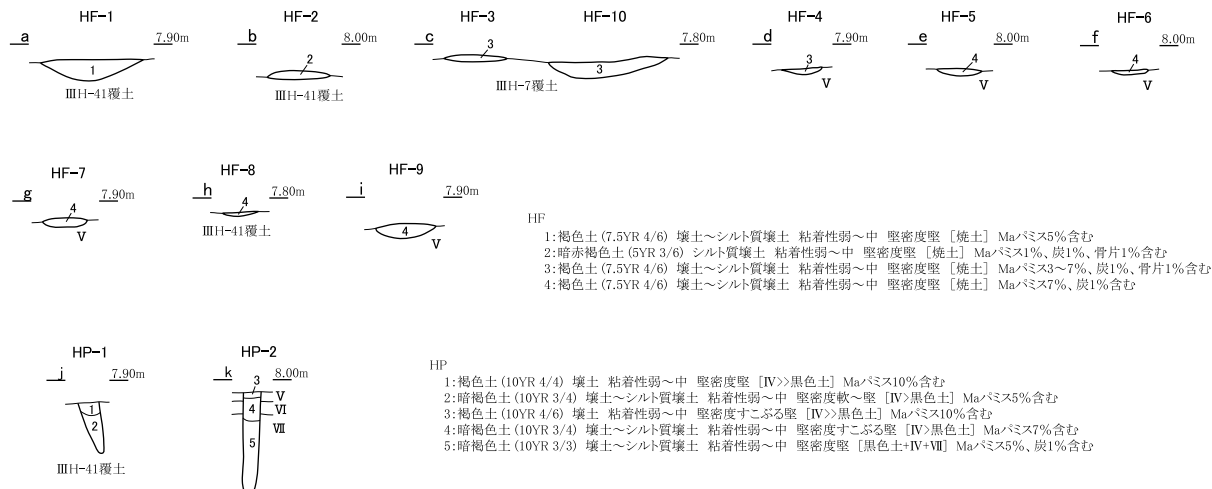 HF-1 HF-2 HF-3 HF-10 HF-4 HF-5 HF-6
a 7.90m b 8.00m c 7.80m d 7.90m e 8.00m f 8.00m
1 2 3 3 3 4 4
ⅢH-41覆土 ⅢH-41覆土 ⅢH-7覆土 Ⅴ Ⅴ Ⅴ
HF-7 HF-8 HF-9
g 7.90m h 7.80m i 7.90m
4 4 4
Ⅴ ⅢH-41覆土 Ⅴ
HF
1:褐色土(7.5YR 4/6) 壌土～シルト質壌土 粘着性弱～中 堅密度堅 [焼土] Maパミス5%含む
2:暗赤褐色土(5YR 3/6) シルト質壌土 粘着性弱～中 堅密度堅 [焼土] Maパミス1%、炭1%、骨片1%含む
3:褐色土(7.5YR 4/6) 壌土～シルト質壌土 粘着性弱～中 堅密度堅 [焼土] Maパミス3～7%、炭1%、骨片1%含む
4:褐色土(7.5YR 4/6) 壌土～シルト質壌土 粘着性弱～中 堅密度堅 [焼土] Maパミス7%、炭1%含む
HP-1 HP-2
j 7.90m k 8.00m
1 3 Ⅴ
2 4 Ⅵ
5 Ⅶ
ⅢH-41覆土
HP
1:褐色土(10YR 4/4) 壌土 粘着性弱～中 堅密度堅 [Ⅳ>>黒色土] Maパミス10%含む
2:暗褐色土(10YR 3/4) 壌土～シルト質壌土 粘着性弱～中 堅密度軟～堅 [Ⅳ>黒色土] Maパミス5%含む
3:褐色土(10YR 4/6) 壌土 粘着性弱～中 堅密度すこぶる堅 [Ⅳ>>黒色土] Maパミス10%含む
4:暗褐色土(10YR 3/4) 壌土～シルト質壌土 粘着性弱～中 堅密度すこぶる堅 [Ⅳ>黒色土] Maパミス7%含む
5:暗褐色土(10YR 3/3) 壌土～シルト質壌土 粘着性弱～中 堅密度堅 [黒色土+Ⅳ+Ⅶ] Maパミス5%、炭1%含む